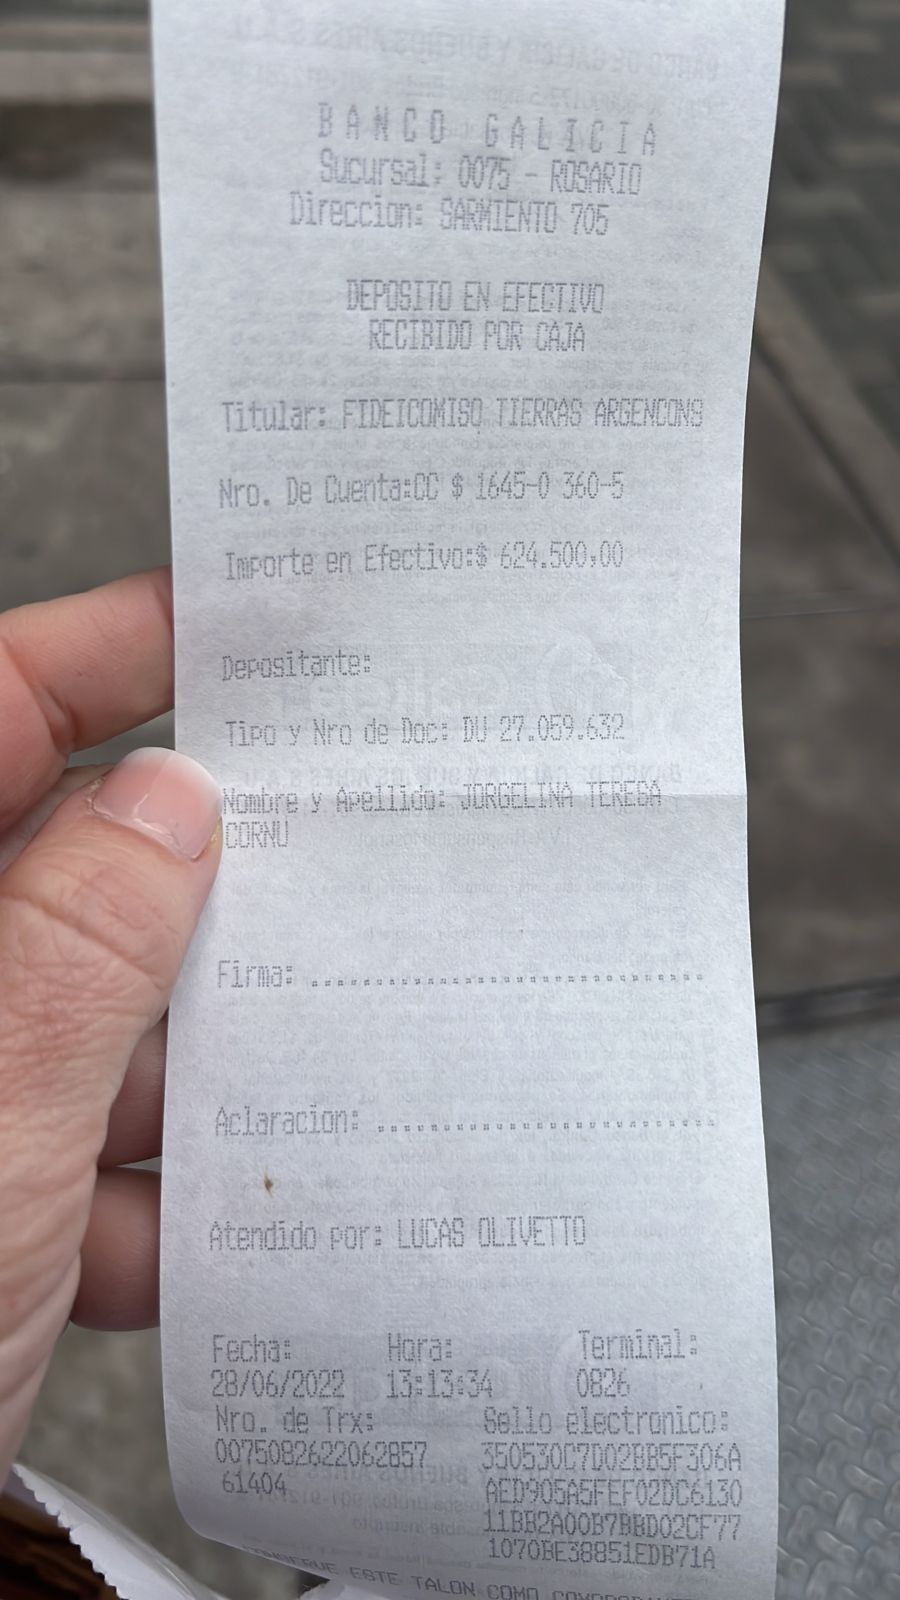 BANCO GALICIA
Sucursal: 0075 - ROSARIO
Direccion: SARMIENTO 705
DEPOSITO EN EFECTIVO
RECIBIDO POR CAJA
Titular: FIDEICOMISO TIERRAS ARGENCONS
Nro. De Cuenta:CC $ 1645-0 360-5
Importe en Efectivo:$ 624.500,00
Depositante:
Tipo y Nro de Doc: DU 27.059.632
Nombre y Apellido: JORGELINA TERESA
CORNU
Firma: ..............................
Aclaracion: ..........................
Atendido por: LUCAS OLIVETTO
Fecha: Hora: Terminal:
28/06/2022 13:13:34 0826
Nro. de Trx: Sello electronico:
0075082622062857 350530C7D02BB5F306A
61404 AED905A5FEF02DC6130
11BB2A00B7BBD02CF77
1070BE38851EDB71A
ESTE TALON COMO